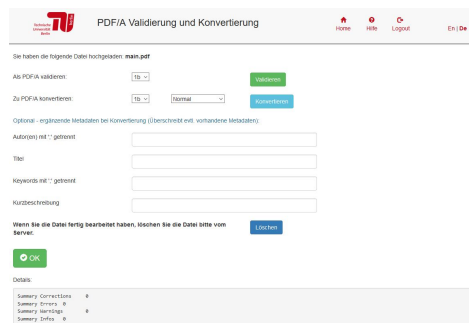 Technische
Universität
Berlin
PDF/A Validierung und Konvertierung
Home
Hilfe
Logout
En | De
Sie haben die folgende Datei hochgeladen: main.pdf
Als PDF/A validieren:
1b
Validieren
Zu PDF/A konvertieren:
1b
Normal
Konvertieren
Optional - ergänzende Metadaten bei Konvertierung (Überschreibt evtl. vorhandene Metadaten):
Autor(en) mit ';' getrennt
Titel
Keywords mit ';' getrennt
Kurzbeschreibung
Wenn Sie die Datei fertig bearbeitet haben, löschen Sie die Datei bitte vom
Server.
Löschen
OK
Details:
Summary Corrections 0
Summary Errors 0
Summary Warnings 0
Summary Infos 0